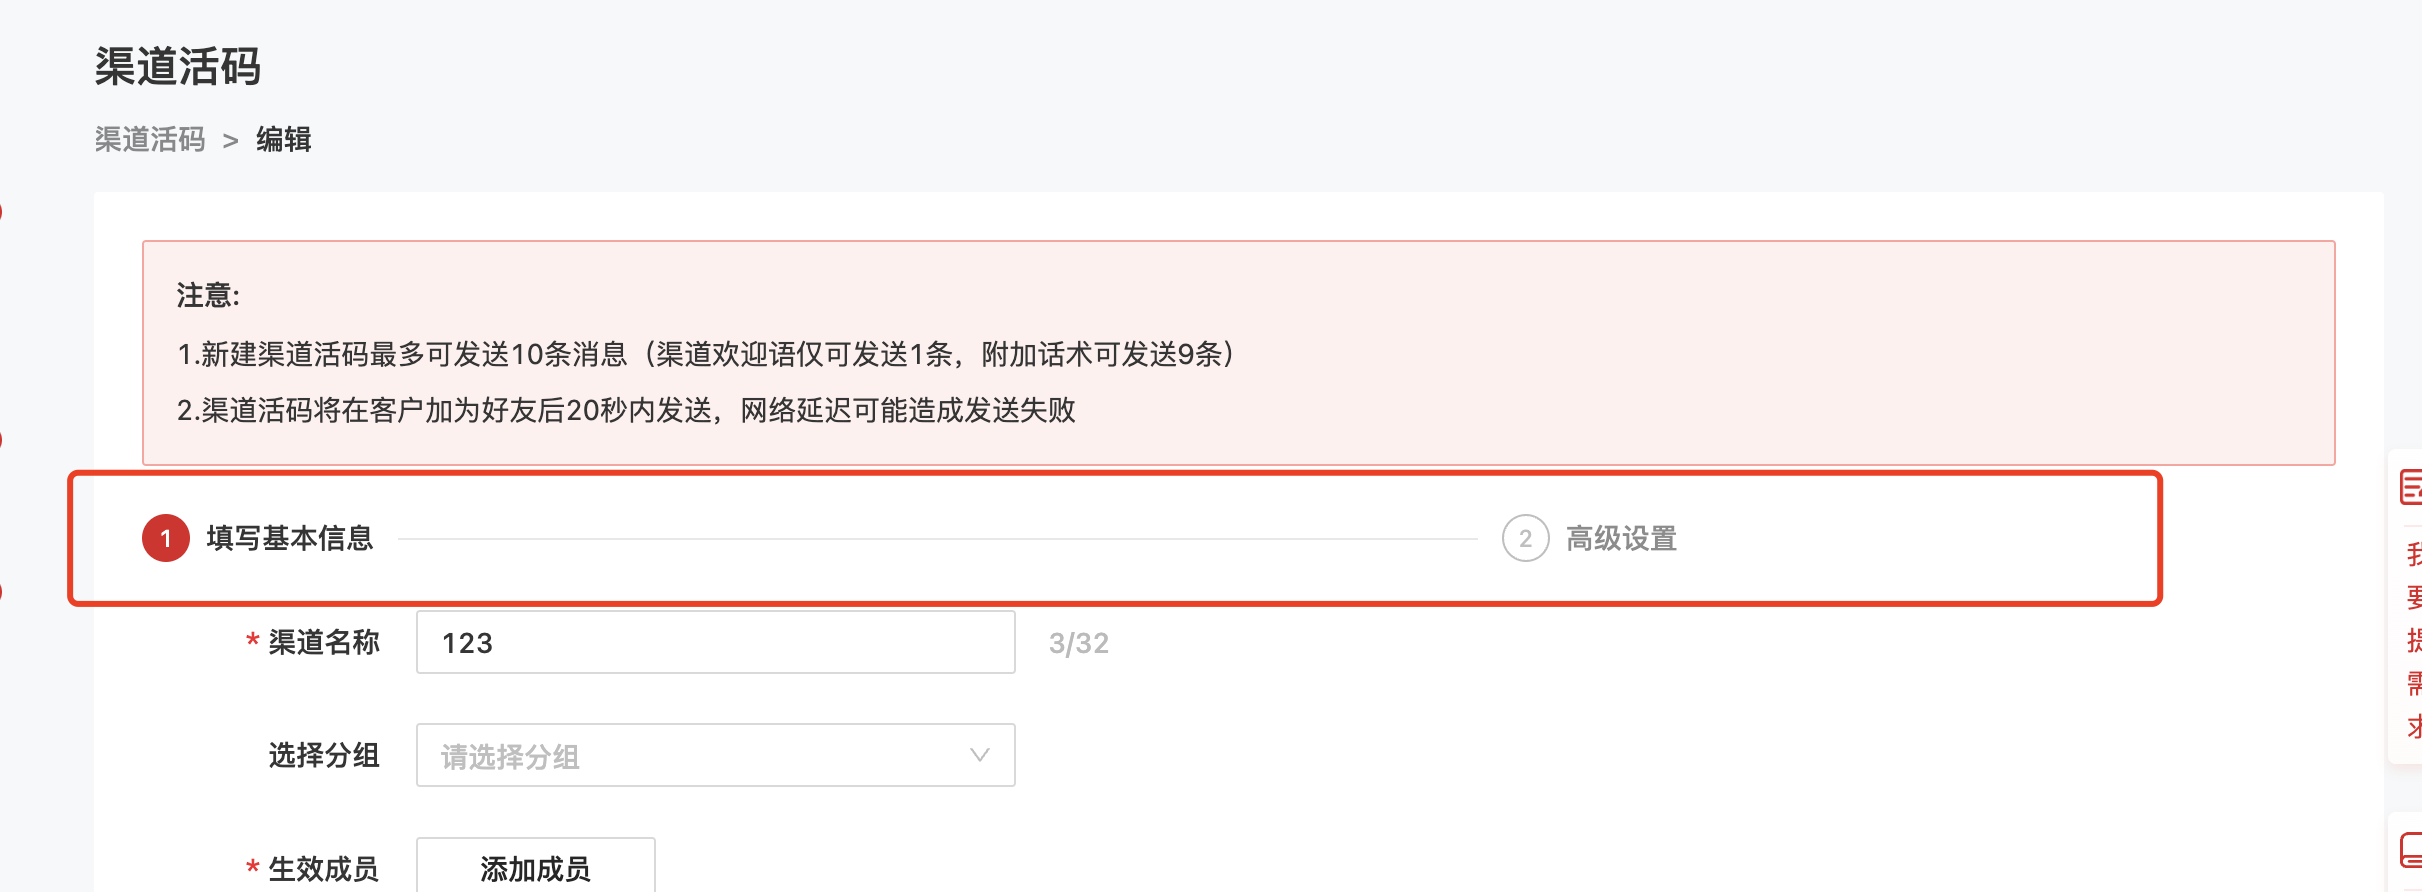 渠道活码
渠道活码 > 编辑
注意:
1.新建渠道活码最多可发送10条消息（渠道欢迎语仅可发送1条，附加话术可发送9条）
2.渠道活码将在客户加为好友后20秒内发送，网络延迟可能造成发送失败
1 填写基本信息
2 高级设置
* 渠道名称 123 3/32
选择分组 请选择分组
* 生效成员 添加成员
我
要
提
需
求